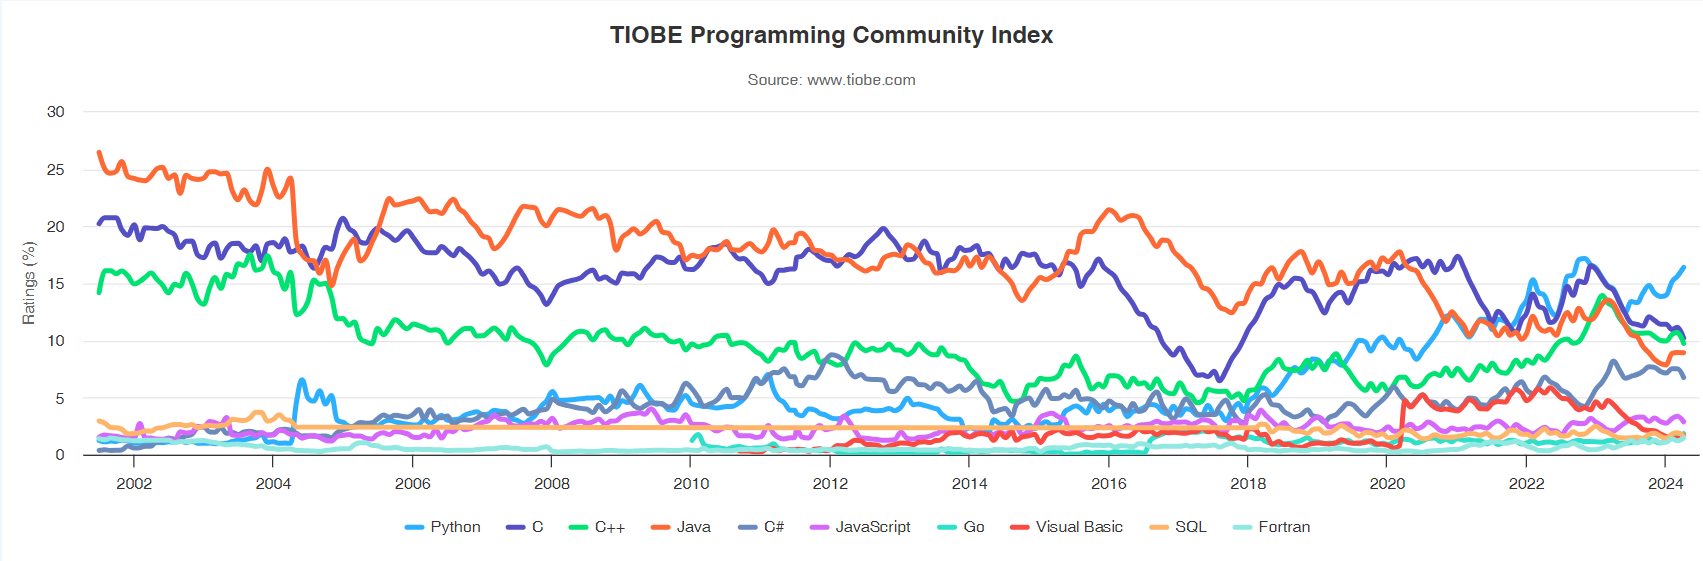 TIOBE Programming Community Index
Source: www.tiobe.com
Ratings (%)
30
25
20
15
10
5
0
2002 2004 2006 2008 2010 2012 2014 2016 2018 2020 2022 2024
Python C C++ Java C# JavaScript Go Visual Basic SQL Fortran